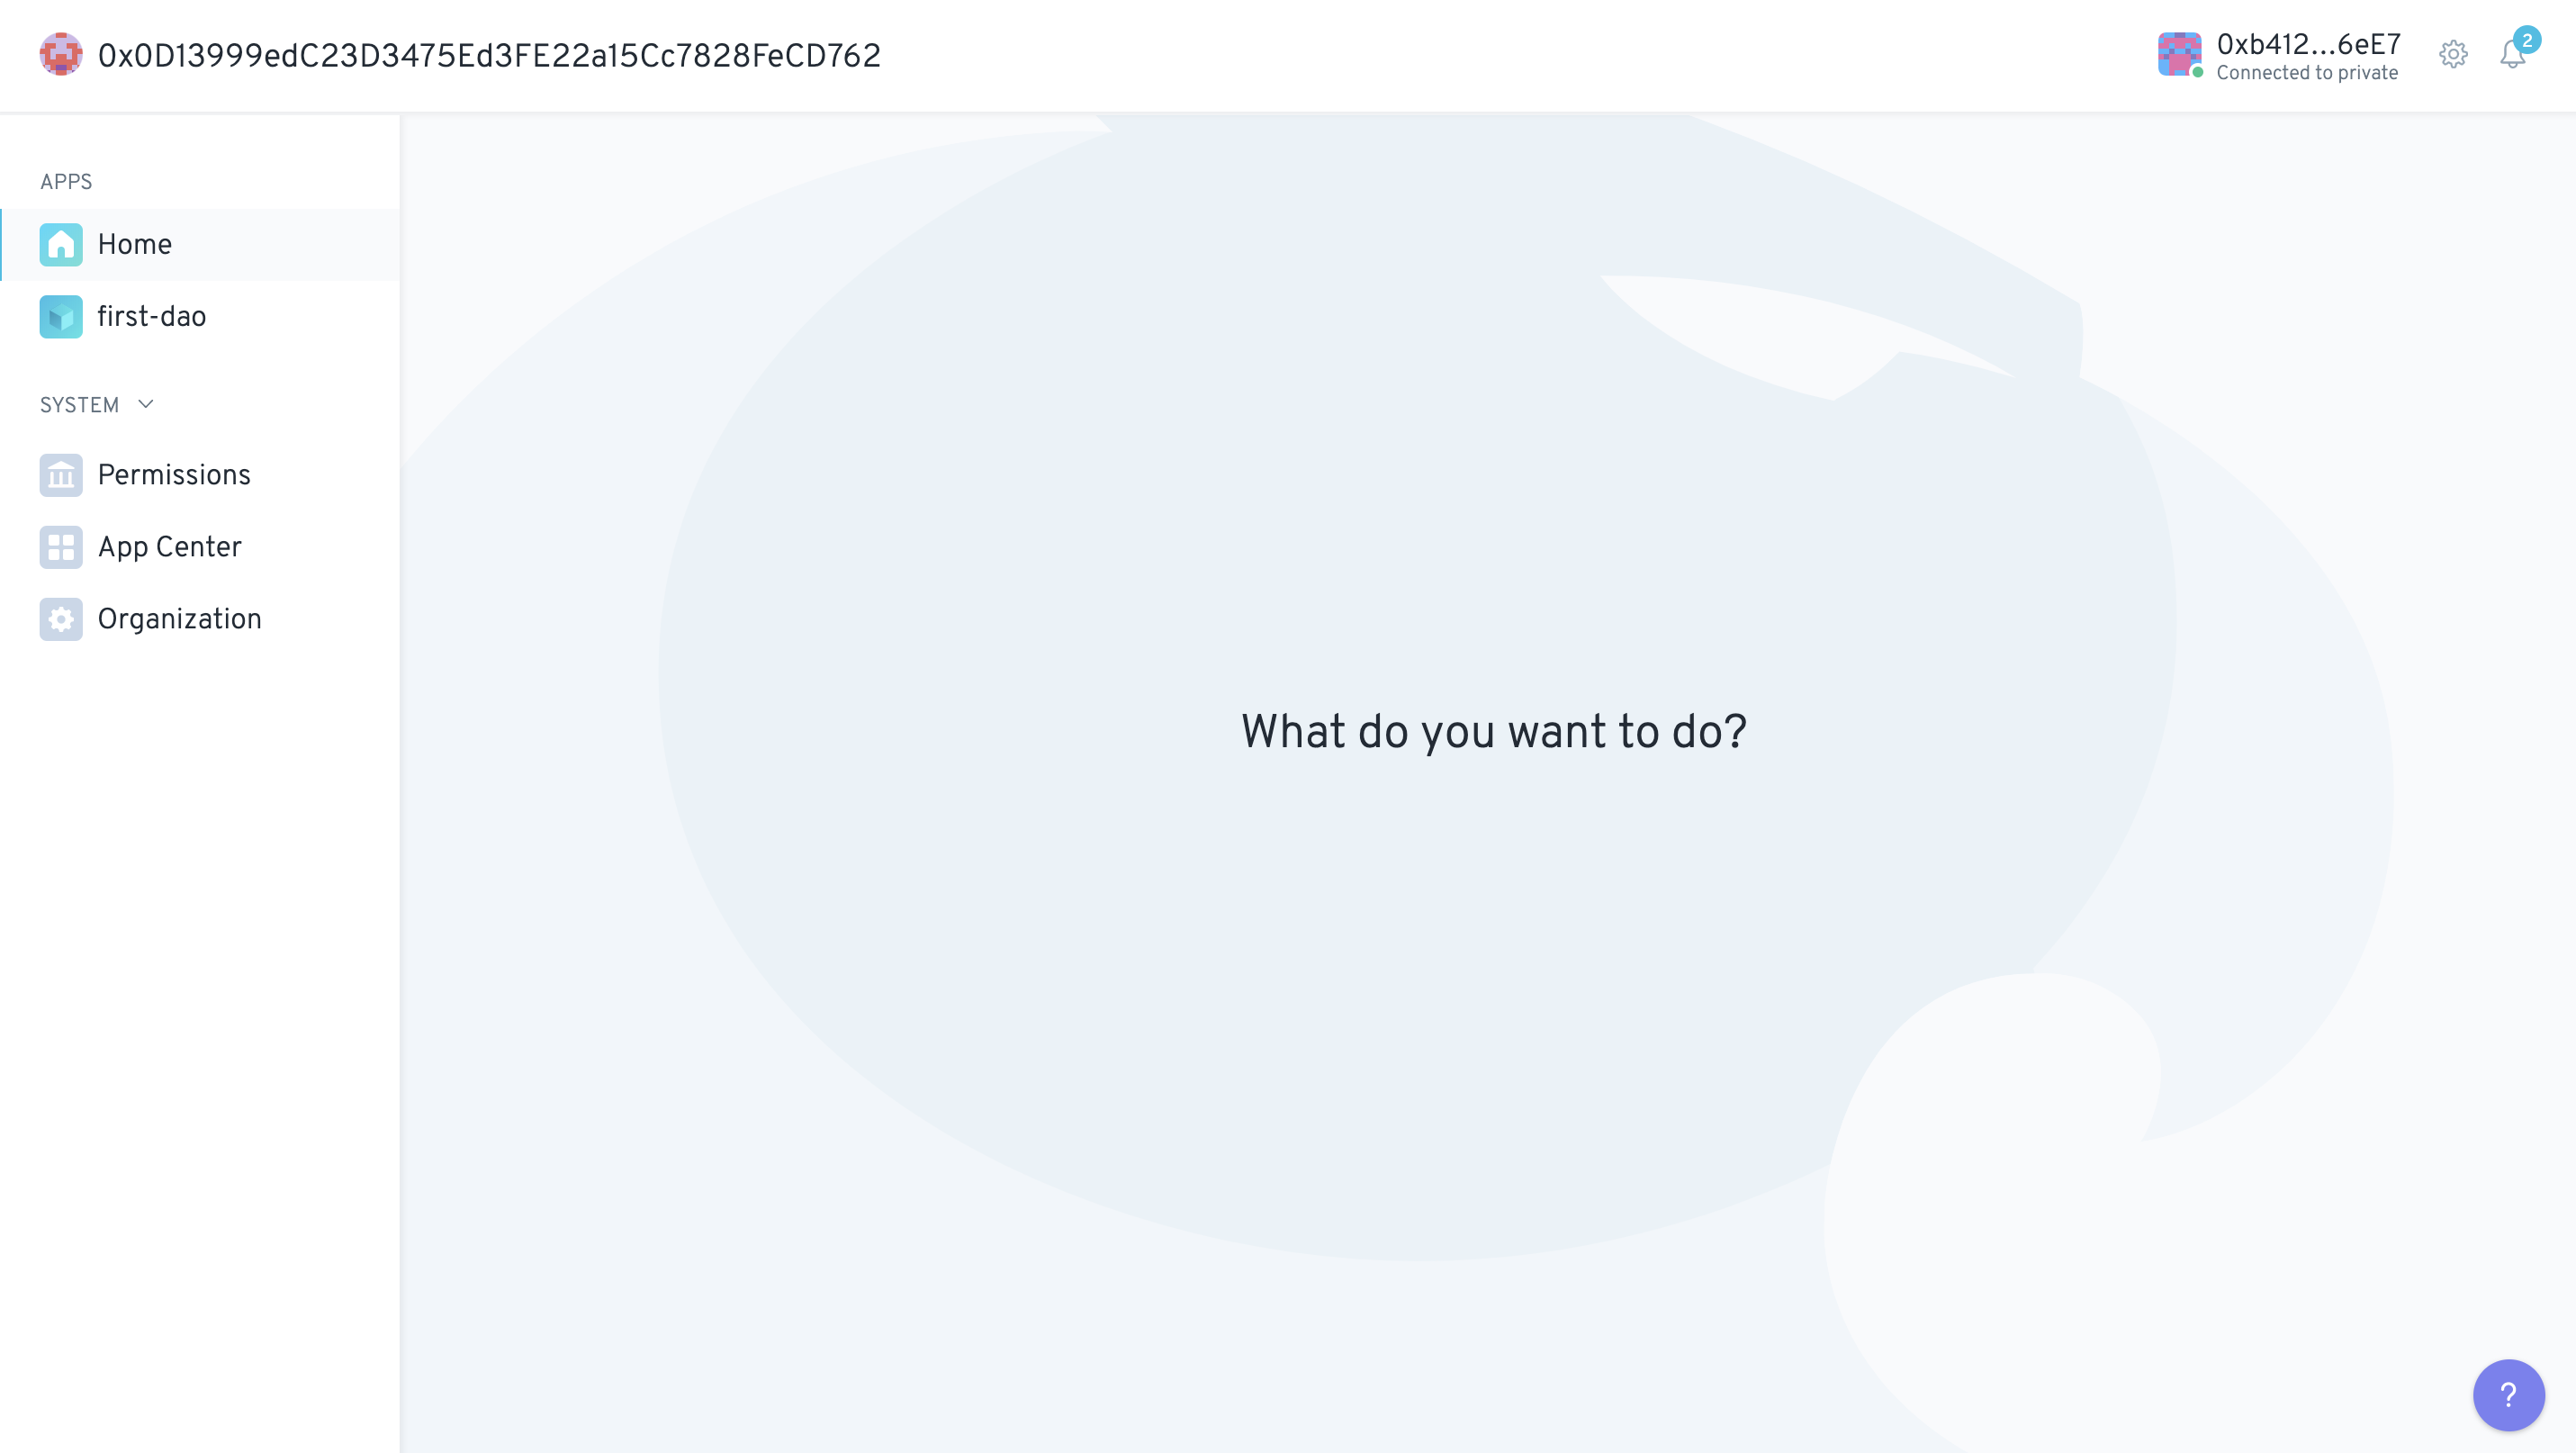 0x0D13999edC23D3475Ed3FE22a15Cc7828FeCD762
0xb412…6eE7
Connected to private
2
APPS
Home
first-dao
SYSTEM
Permissions
App Center
Organization
What do you want to do?
?